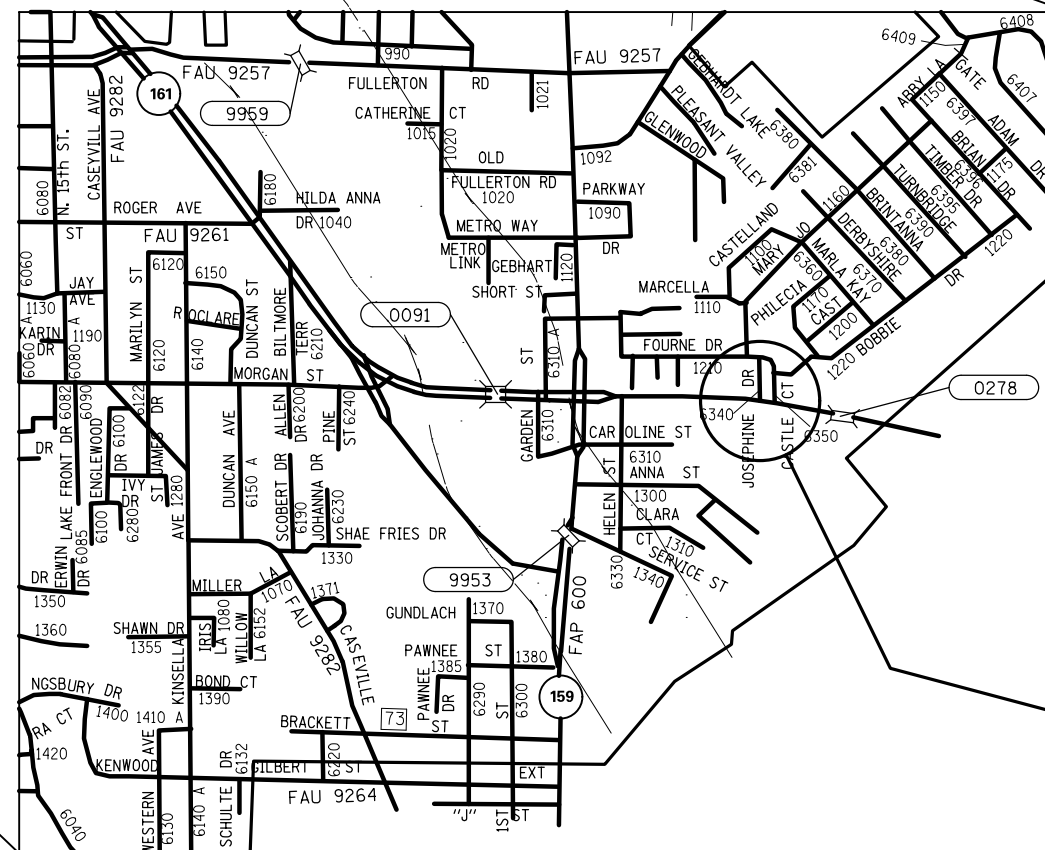 6408
6409
GATE
6407
990
FAU 9257
FAU 9257
FULLERTON RD
GEBHARDT LAKE
161
9959
CATHERINE CT
1015
1020
1021
PLEASANT VALLEY
GLENWOOD
6380
6381
ABBY LA
1150
6397
ADAM DR
BRIAN DR
6396
1175
TIMBER DR
6395
TURNBRIDGE
6390
BRINTANNA
6380
DERBYSHIRE
6370
1160
1220
N. 15th ST.
6080
CASEYVILL AVE
FAU 9282
OLD
FULLERTON RD
1020
1092
PARKWAY
1090
DR
6180
HILDA ANNA
DR 1040
ROGER AVE
ST
FAU 9261
METRO WAY
METRO
LINK
GEBHART
1120
SHORT ST
CASTELLAND
1100
MARY JO
6360
MARLA KAY
PHILECIA
1170
CAST
1200
1220 BOBBIE DR
6060
JAY
AVE
1130
KARIN
DR
A
6060
6080 A
1190
MARILYN ST
6120
6120
6150
R OCLARE
6140
DUNCAN ST
BILTMORE
TERR
6210
0091
MARCELLA
1110
ST
6310 A
FOURNE DR
1210
MORGAN ST
0278
6340
JOSEPHINE DR
CASTLE CT
6350
DR
LAKE FRONT DR 6082
6090
ENGLEWOOD
DR 6100
6122
ST JAMES DR
IVY
DR
6280
6100
AVE 1280
DUNCAN AVE
6150 A
ALLEN
DR 6200
PINE
ST 6240
SCOBERT DR
6190
JOHANNA DR
6230
SHAE FRIES DR
1330
GARDEN
6310
CAR OLINE ST
6310
ANNA ST
1300
HELEN ST
CLARA
CT
1310
SERVICE ST
1340
6330
ERWIN
DR 6085
DR
1350
1360
MILLER LA
1070
1371
FAU 9282
CASEVILLE
9953
FAP 600
SHAWN DR
1355
KINSELLA
IRIS
LA 1080
WILLOW
LA 6152
BOND CT
1390
GUNDLACH
1370
PAWNEE ST
1385
1380
PAWNEE
DR
6290
ST
6300
159
NGSBURY DR
1400
RA CT
1420
1410 A
BRACKETT ST
73
KENWOOD
AVE
DR
6132
GILBERT ST
6220
EXT
FAU 9264
"J"
1ST ST
6040
WESTERN
6130
6140 A
SCHULTE